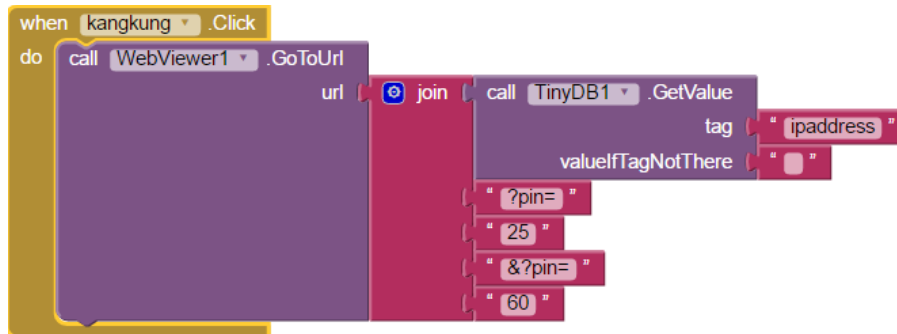 when kangkung .Click
do call WebViewer1 .GoToUrl
url join call TinyDB1 .GetValue
tag " ipaddress "
valueIfTagNotThere " "
" ?pin= "
" 25 "
" &?pin= "
" 60 "